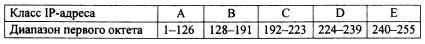 Класс IP-адреса A B C D E
Диапазон первого октета 1–126 128–191 192–223 224–239 240–255